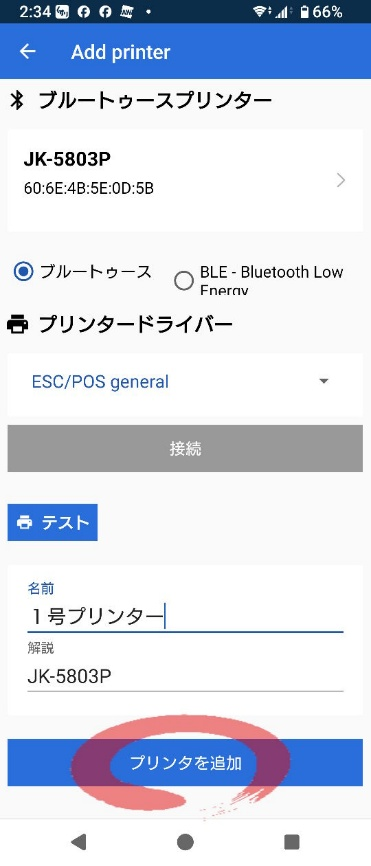 2:34 66%
Add printer
ブルートゥースプリンター
JK-5803P
60:6E:4B:5E:0D:5B
ブルートゥース
BLE - Bluetooth Low
Energy
プリンタードライバー
ESC/POS general
接続
テスト
名前
１号プリンター
解説
JK-5803P
プリンタを追加